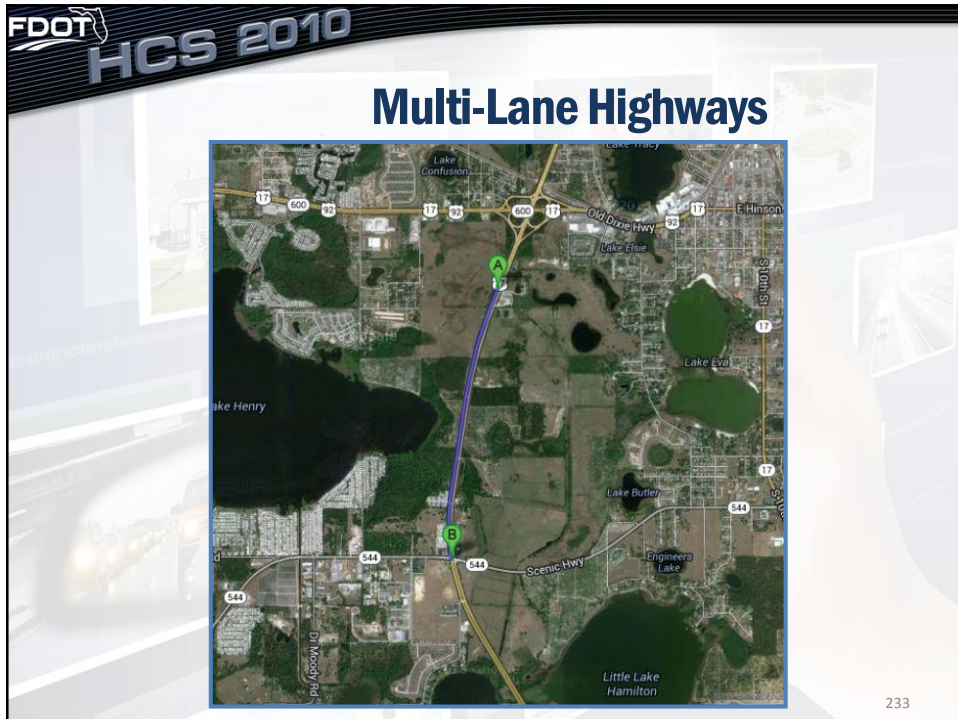 FDOT
HCS 2010
Multi-Lane Highways
Lake Tracy
Lake
Confusion
17
600
92
17
92
600
17
Old Dixie Hwy
92
17
E Hinson
Lake Elsie
A
S 10th St
17
Lake Eva
Lake Henry
17
Lake Butler
544
B
544
544
Scenic Hwy
Engineers
Lake
544
Dr Moody Rd
Little Lake
Hamilton
233